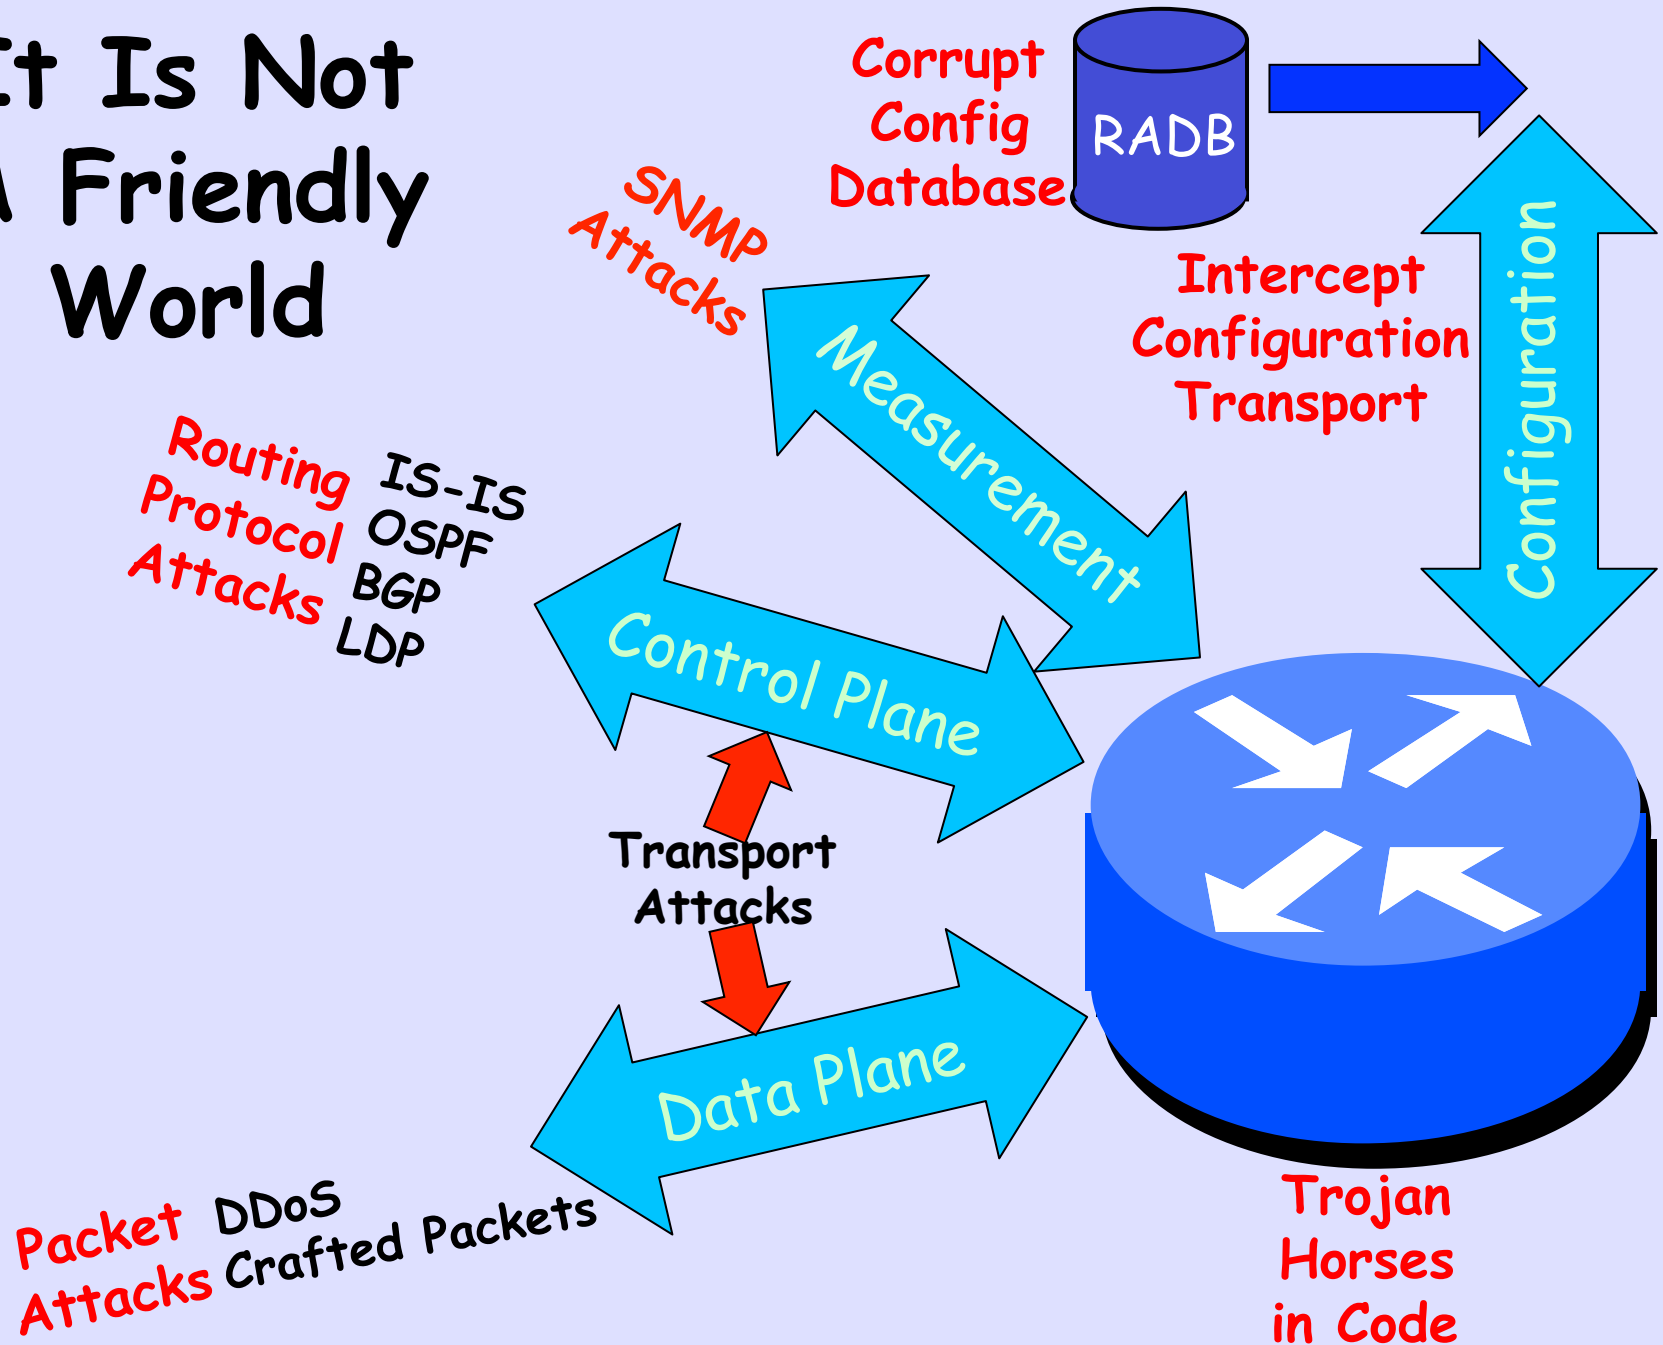 It Is Not
A Friendly
World
Corrupt
Config
Database
RADB
SNMP
Attacks
Intercept
Configuration
Transport
Configuration
Measurement
Routing
Protocol
Attacks
IS-IS
OSPF
BGP
LDP
Control Plane
Transport
Attacks
Data Plane
Packet
Attacks
DDoS
Crafted Packets
Trojan
Horses
in Code